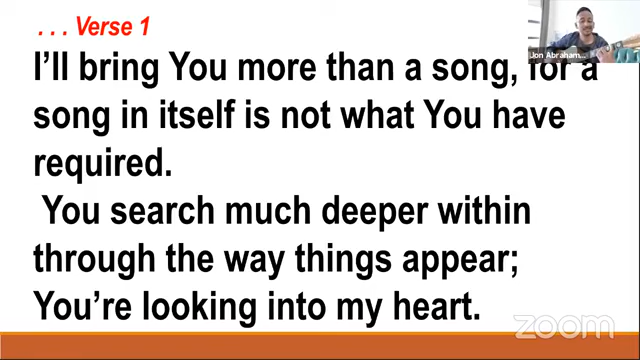 . . . Verse 1
I’ll bring You more than a song, for a
song in itself is not what You have
required.
You search much deeper within
through the way things appear;
You’re looking into my heart.
Jon Abraham...
zoom